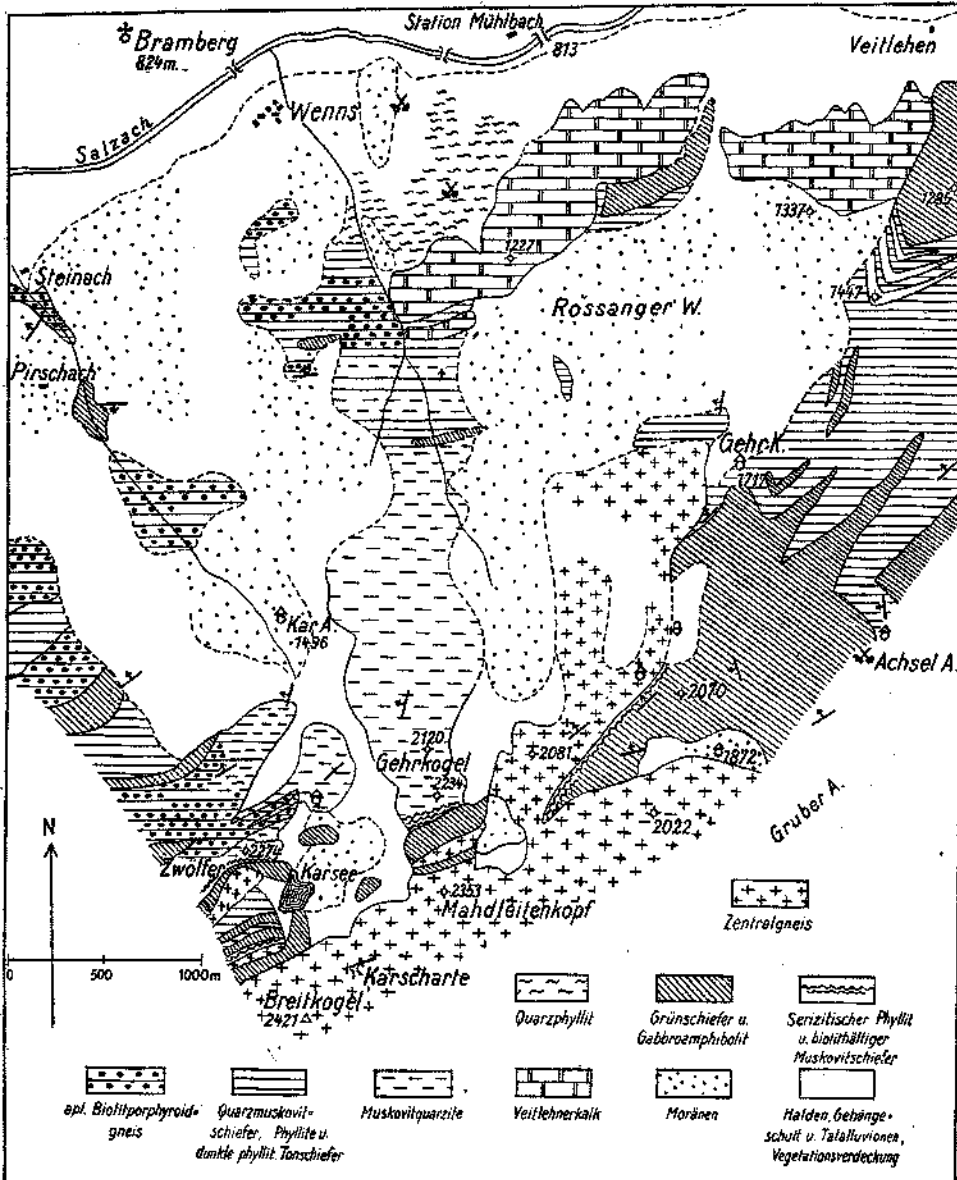 Station Mühlbach
Bramberg
824m.
813
Veitlehen
Wenns
Salzach
1285
1337
1227
Steinach
1447
Rossanger W.
Pirschach
Gehrk.
1717
Kar A.
1496
Achsel A.
2070
2120
Gehrkogel
2081
1872
2234
2022
Gruber A.
Zwölfer
2274
Karsee
N
2353
Mahdleitenkopf
Zentralgneis
0 500 1000m
Karscharte
Breitkogel
2421
Quarzphyllit
Grünschiefer u.
Gabbroamphibolit
Serizitischer Phyllit
u. biotithältiger
Muskovitschiefer
apl. Biotitporphyroid-
gneis
Quarzmuskovit-
schiefer, Phyllite u.
dunkle phyllit. Tonschiefer
Muskovitquarzite
Veitlehnerkalk
Moränen
Halden, Gehänge-
schutt u. Talalluvionen,
Vegetationsverdeckung